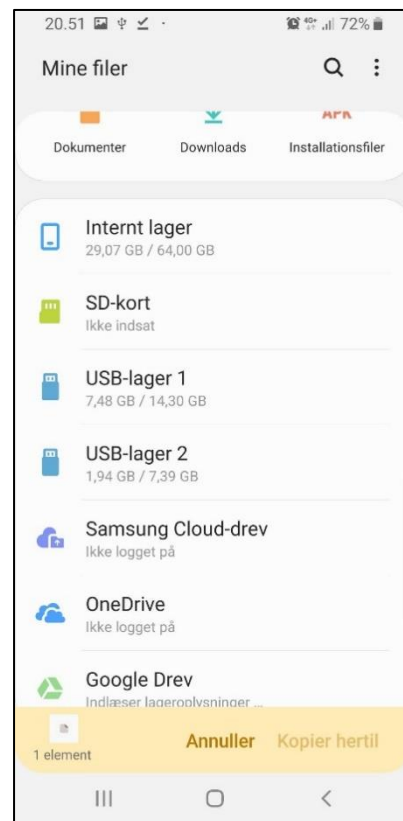 20.51 72%
Mine filer
APK
Dokumenter Downloads Installationsfiler
Internt lager
29,07 GB / 64,00 GB
SD-kort
Ikke indsat
USB-lager 1
7,48 GB / 14,30 GB
USB-lager 2
1,94 GB / 7,39 GB
Samsung Cloud-drev
Ikke logget på
OneDrive
Ikke logget på
Google Drev
Indlæser lageroplysninger ...
1 element Annuller Kopier hertil